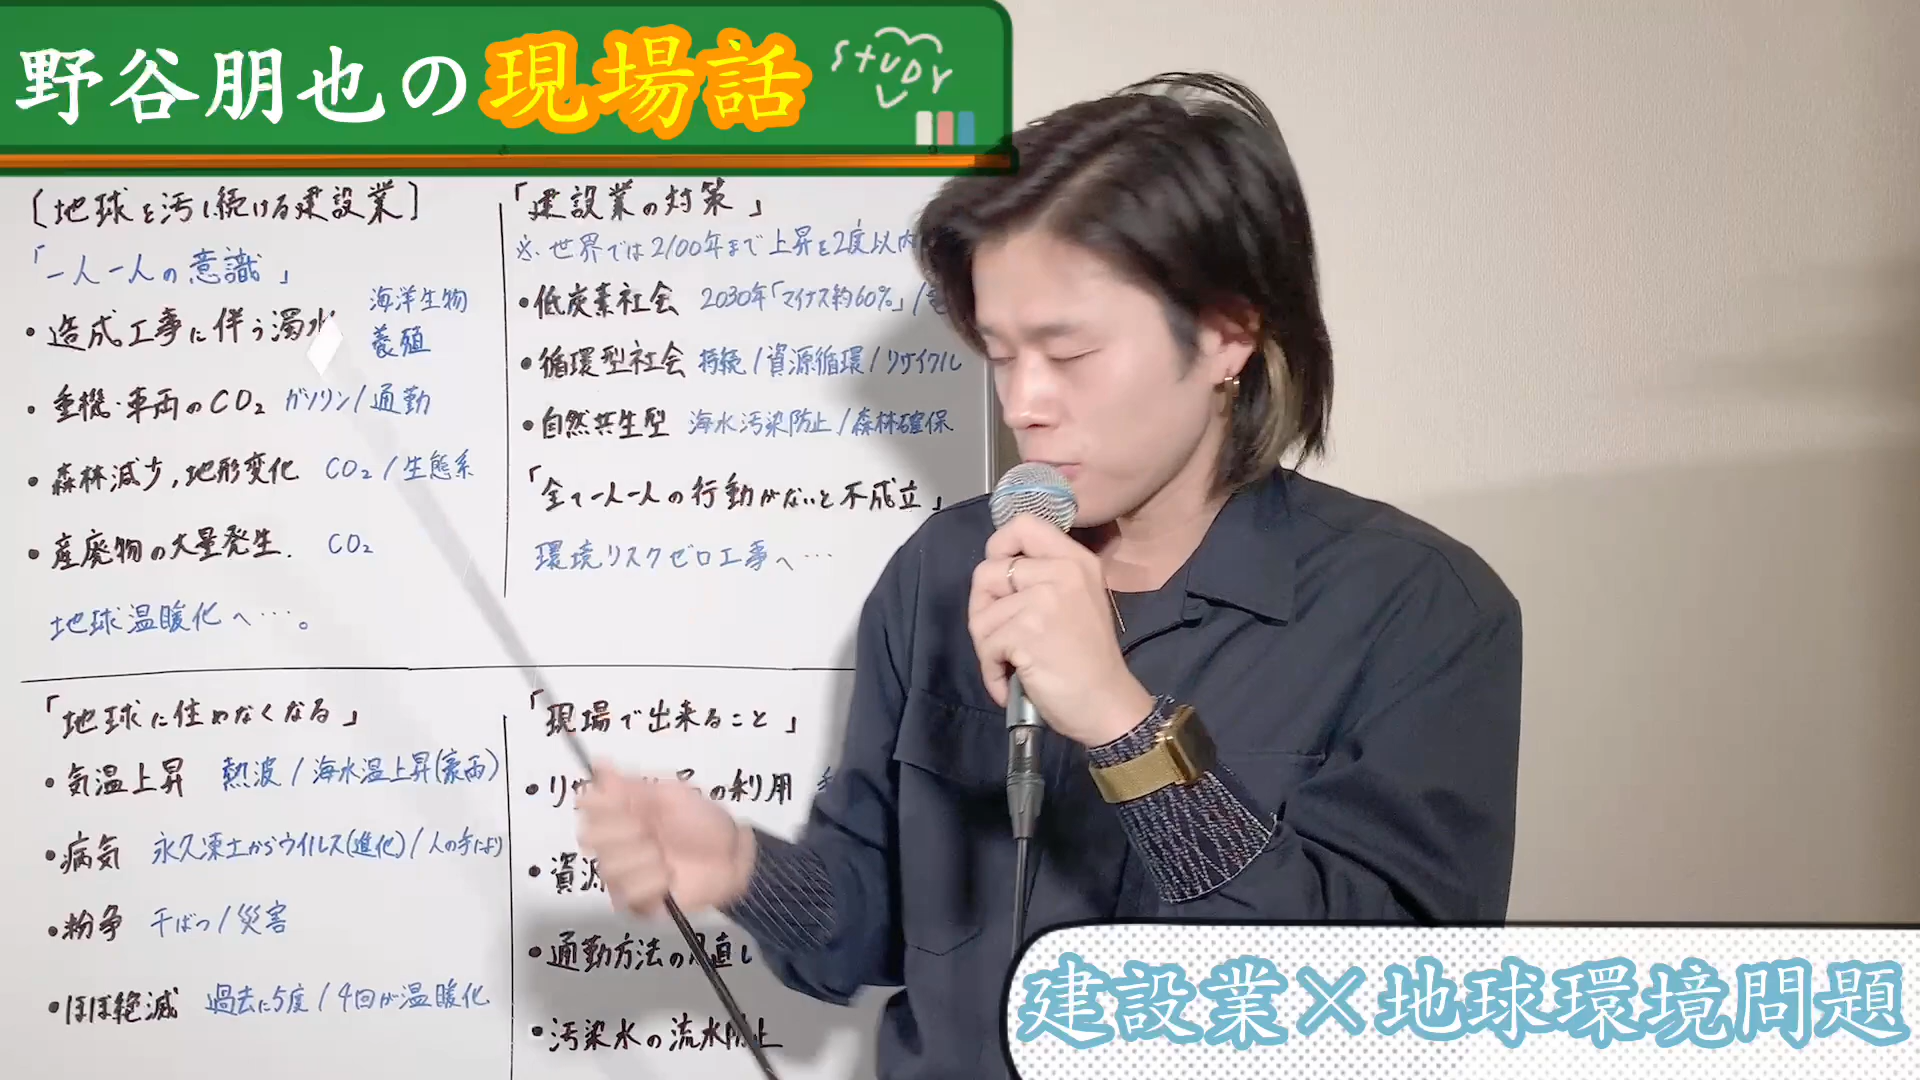 野谷朋也の現場話
STUDY
〔地球を汚し続ける建設業〕
「一人一人の意識」
・造成工事に伴う濁水 海洋生物
養殖
・重機・車両のCO₂ ガソリン/通勤
・森林減少,地形変化 CO₂/生態系
・産廃物の大量発生. CO₂
地球温暖化へ…。
「建設業の対策」
※.世界では2100年まで上昇を2度以内
・低炭素社会 2030年「マイナス約60%」/
・循環型社会 持続/資源循環/リサイクル
・自然共生型 海水汚染防止/森林確保
「全て一人一人の行動がないと不成立」
環境リスクゼロ工事へ…
「地球に住めなくなる」
・気温上昇 熱波/海水温上昇(豪雨)
・病気 永久凍土からウイルス(進化)/人の手により
・紛争 干ばつ/災害
・ほぼ絶滅 過去に5度/4回が温暖化
「現場で出来ること」
・リサ の利用
・資源
・通勤方法の見直し
・汚染水の流水防止
建設業×地球環境問題